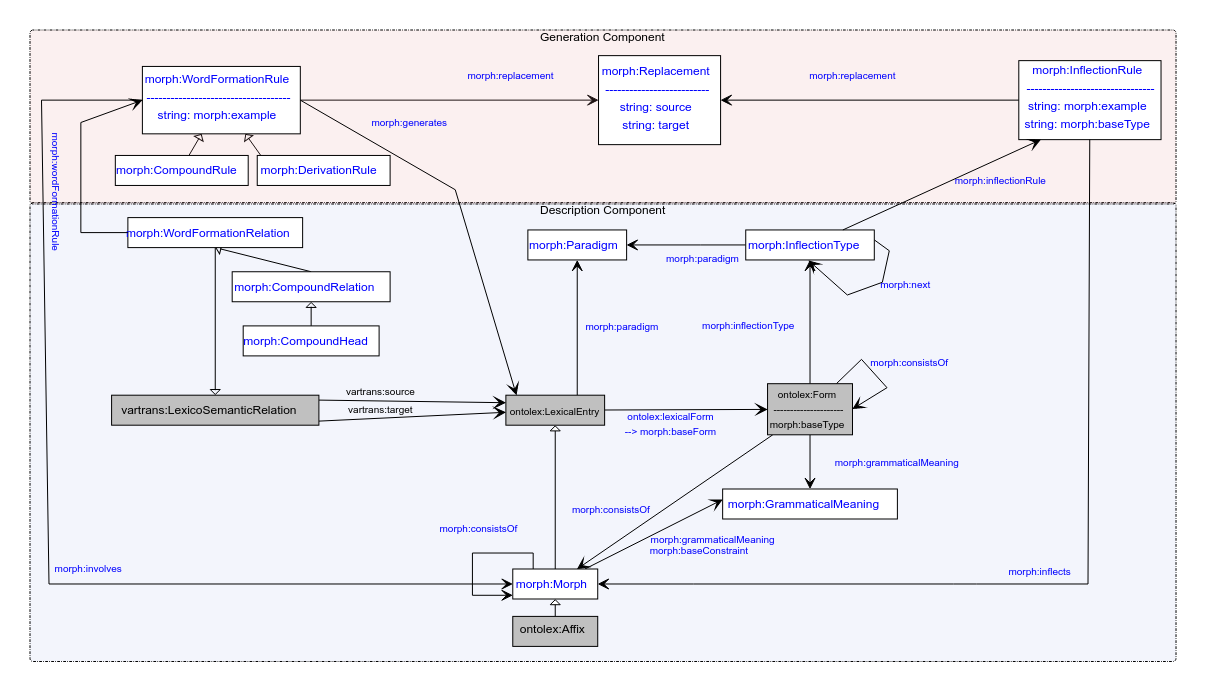 Generation Component
morph:WordFormationRule
string: morph:example
morph:replacement
morph:Replacement
string: source
string: target
morph:replacement
morph:InflectionRule
string: morph:example
string: morph:baseType
morph:generates
morph:wordFormationRule
morph:CompoundRule
morph:DerivationRule
morph:inflectionRule
Description Component
morph:WordFormationRelation
morph:Paradigm
morph:paradigm
morph:InflectionType
morph:next
morph:CompoundRelation
morph:CompoundHead
morph:paradigm
morph:inflectionType
morph:consistsOf
vartrans:LexicoSemanticRelation
vartrans:source
vartrans:target
ontolex:LexicalEntry
ontolex:lexicalForm
--> morph:baseForm
ontolex:Form
morph:baseType
morph:grammaticalMeaning
morph:GrammaticalMeaning
morph:consistsOf
morph:consistsOf
morph:grammaticalMeaning
morph:baseConstraint
morph:involves
morph:Morph
morph:inflects
ontolex:Affix